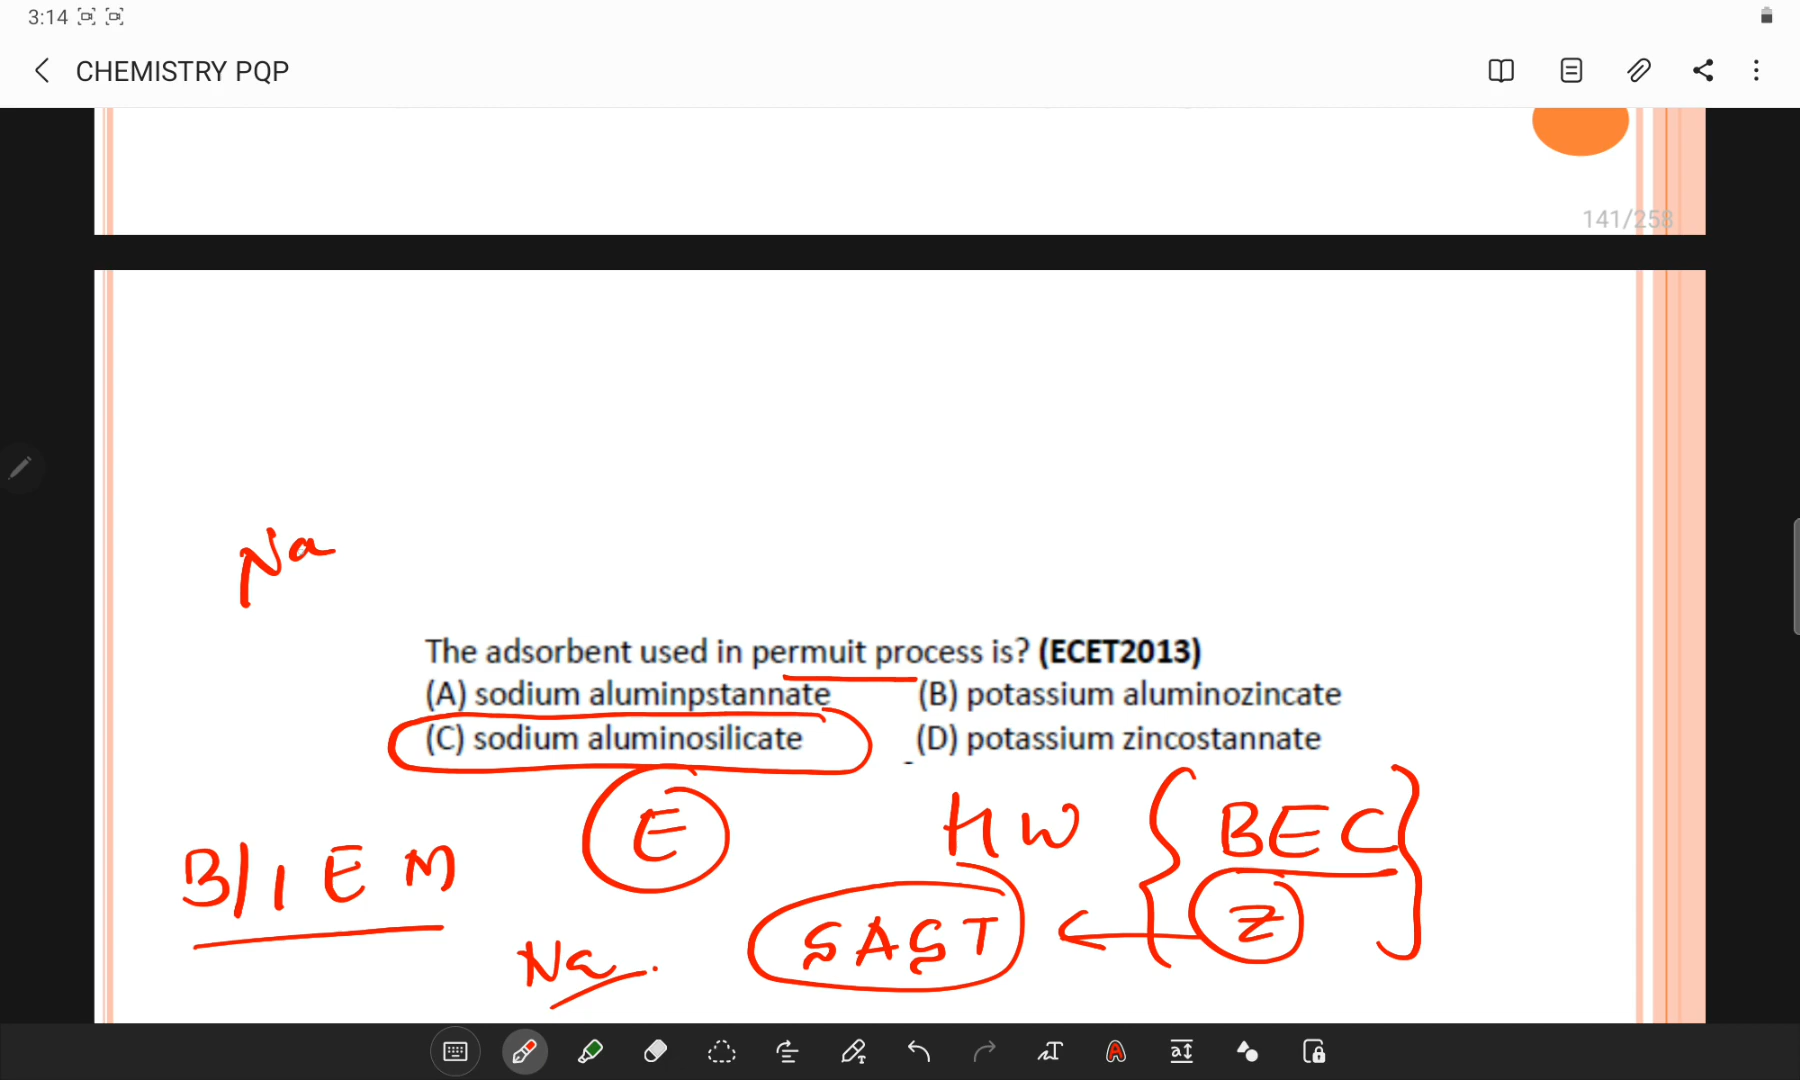 3:14
CHEMISTRY PQP
141/258
Na
The adsorbent used in permuit process is? (ECET2013)
(A) sodium aluminpstannate (B) potassium aluminozincate
(C) sodium aluminosilicate (D) potassium zincostannate
E HW { BEC }
B/I E M
SAST ← Z
Na.